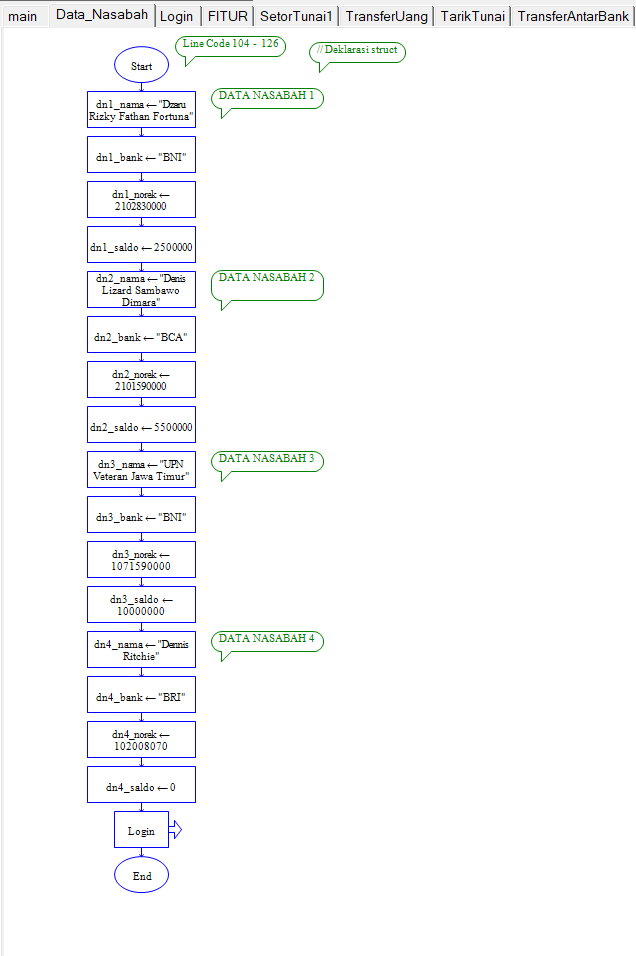 main Data_Nasabah Login FITUR SetorTunai1 TransferUang TarikTunai TransferAntarBank
Line Code 104 - 126
// Deklarasi struct
Start
dn1_nama ← "Dzaru
Rizky Fathan Fortuna"
DATA NASABAH 1
dn1_bank ← "BNI"
dn1_norek ←
2102830000
dn1_saldo ← 2500000
dn2_nama ← "Denis
Lizard Sambawo
Dimara"
DATA NASABAH 2
dn2_bank ← "BCA"
dn2_norek ←
2101590000
dn2_saldo ← 5500000
dn3_nama ← "UPN
Veteran Jawa Timur"
DATA NASABAH 3
dn3_bank ← "BNI"
dn3_norek ←
1071590000
dn3_saldo ←
10000000
dn4_nama ← "Dennis
Ritchie"
DATA NASABAH 4
dn4_bank ← "BRI"
dn4_norek ←
102008070
dn4_saldo ← 0
Login
End